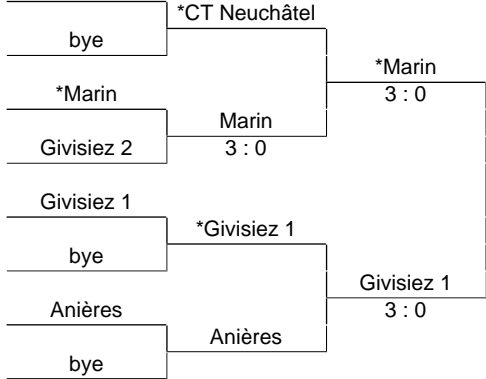 *CT Neuchâtel
bye
*Marin
3 : 0
*Marin
Marin
Givisiez 2
3 : 0
Givisiez 1
*Givisiez 1
bye
Givisiez 1
Anières
3 : 0
Anières
bye